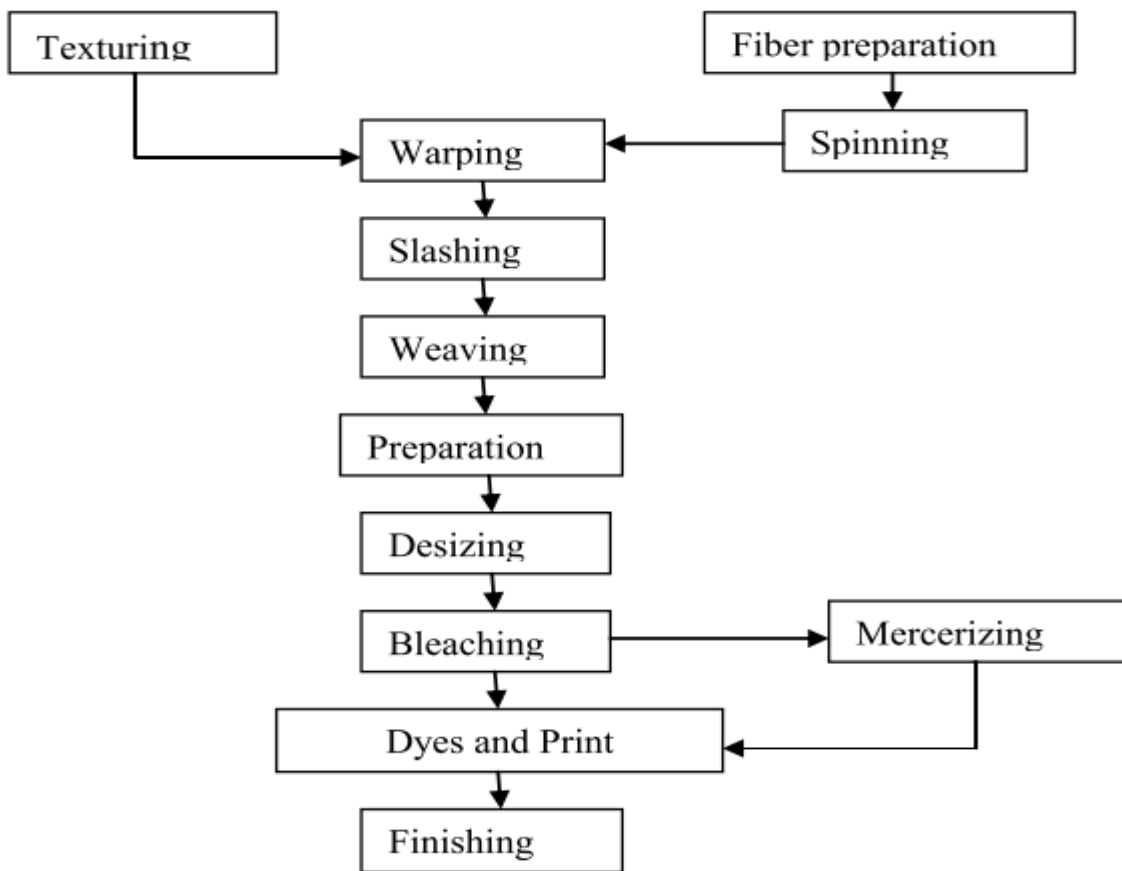 Texturing
Fiber preparation
Spinning
Warping
Slashing
Weaving
Preparation
Desizing
Bleaching
Mercerizing
Dyes and Print
Finishing